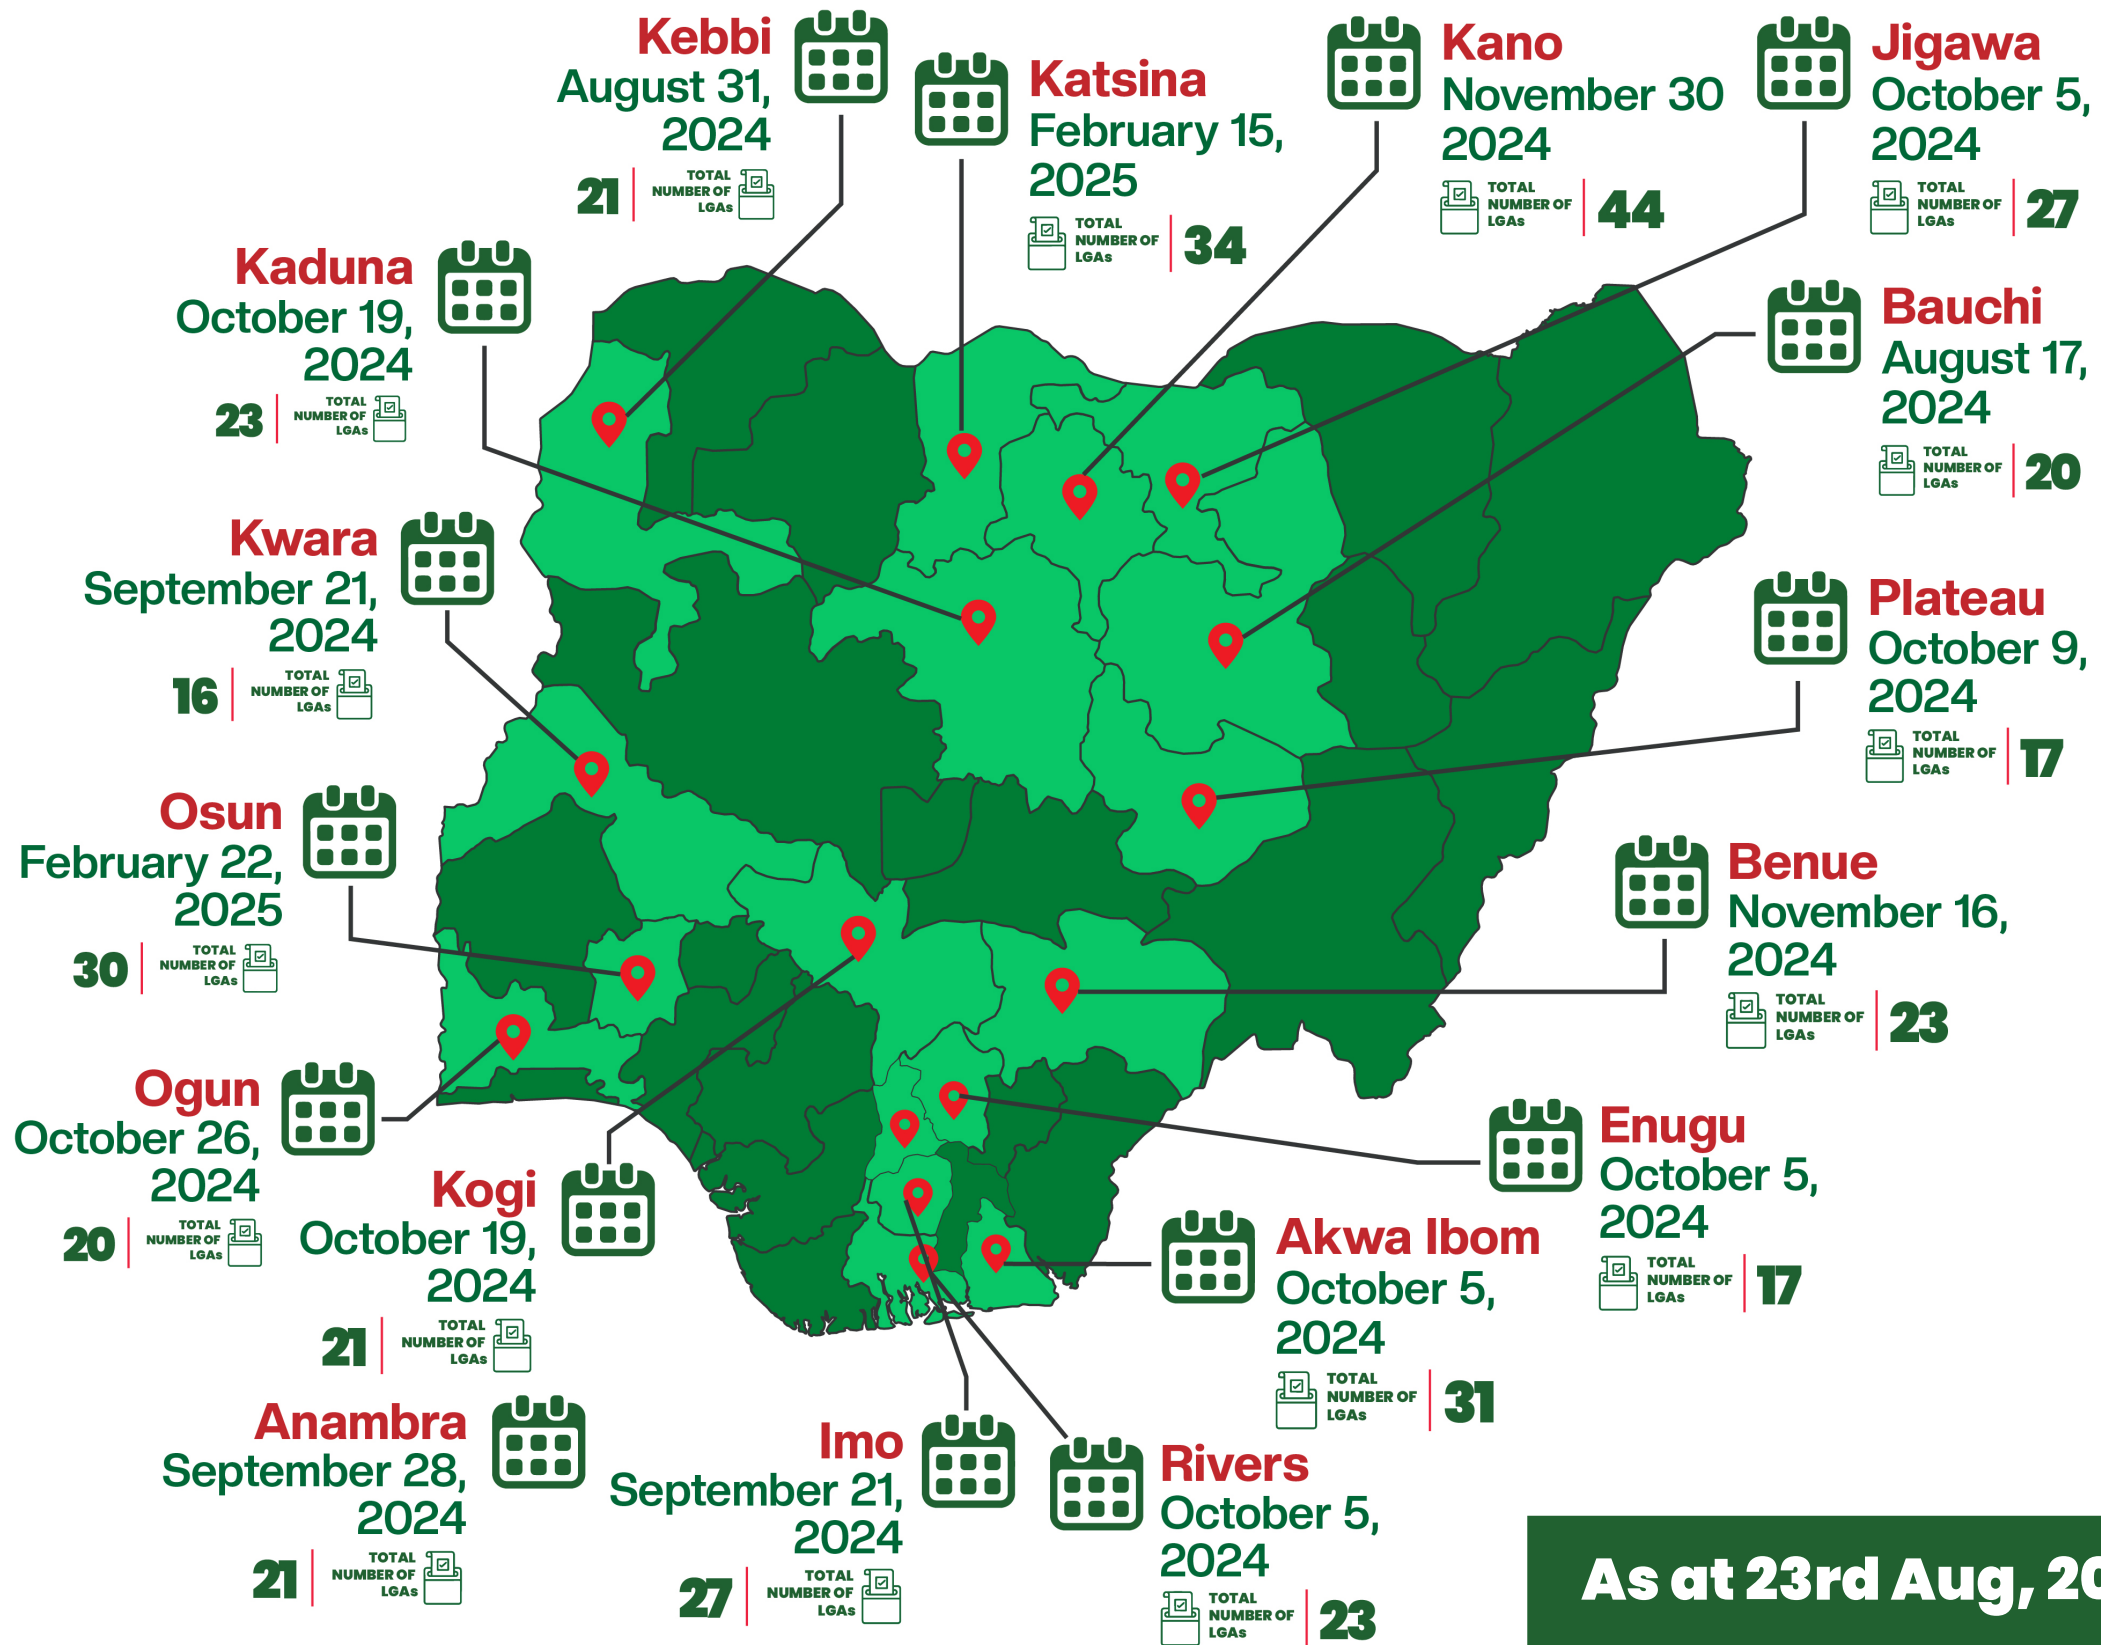 Kebbi
August 31,
2024
21
TOTAL
NUMBER OF
LGAs
Katsina
February 15,
2025
TOTAL
NUMBER OF
LGAs
34
Kano
November 30
2024
TOTAL
NUMBER OF
LGAs
44
Jigawa
October 5,
2024
TOTAL
NUMBER OF
LGAs
27
Kaduna
October 19,
2024
23
TOTAL
NUMBER OF
LGAs
Bauchi
August 17,
2024
TOTAL
NUMBER OF
LGAs
20
Kwara
September 21,
2024
16
TOTAL
NUMBER OF
LGAs
Plateau
October 9,
2024
TOTAL
NUMBER OF
LGAs
17
Osun
February 22,
2025
30
TOTAL
NUMBER OF
LGAs
Benue
November 16,
2024
TOTAL
NUMBER OF
LGAs
23
Ogun
October 26,
2024
20
TOTAL
NUMBER OF
LGAs
Kogi
October 19,
2024
21
TOTAL
NUMBER OF
LGAs
Enugu
October 5,
2024
TOTAL
NUMBER OF
LGAs
17
Akwa Ibom
October 5,
2024
TOTAL
NUMBER OF
LGAs
31
Anambra
September 28,
2024
21
TOTAL
NUMBER OF
LGAs
Imo
September 21,
2024
27
TOTAL
NUMBER OF
LGAs
Rivers
October 5,
2024
TOTAL
NUMBER OF
LGAs
23
As at 23rd Aug, 20